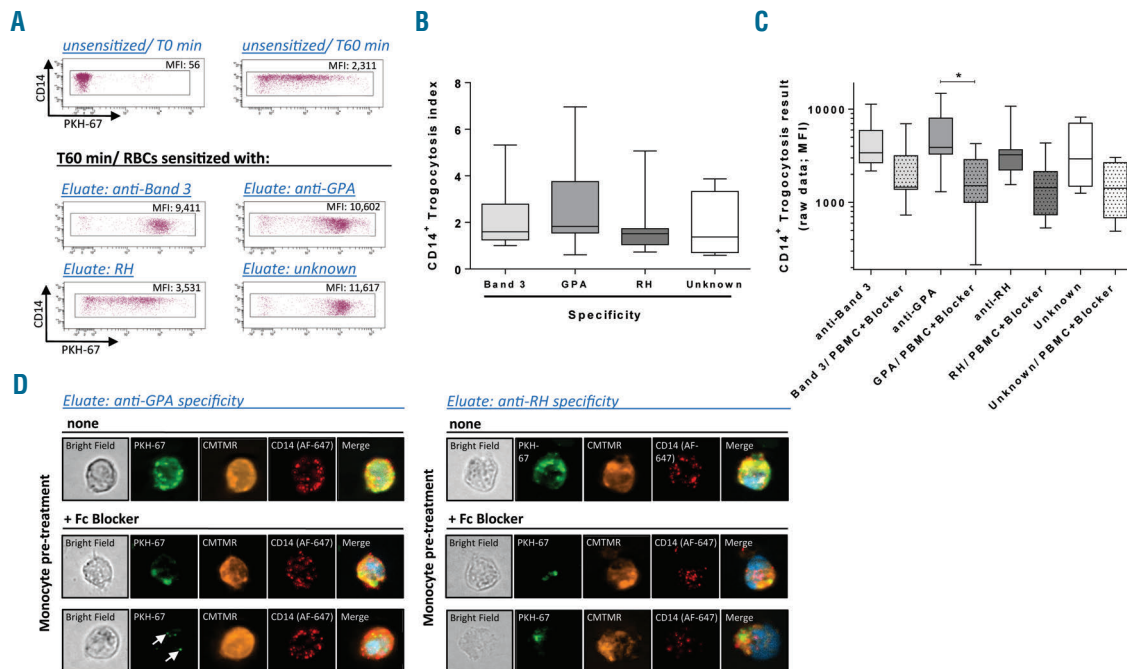 A
unsensitized/ T0 min
MFI: 56
unsensitized/ T60 min
MFI: 2,311
CD14
PKH-67
T60 min/ RBCs sensitized with:
Eluate: anti-Band 3
MFI: 9,411
Eluate: anti-GPA
MFI: 10,602
Eluate: RH
MFI: 3,531
Eluate: unknown
MFI: 11,617
CD14
PKH-67
B
CD14+ Trogocytosis index
8
6
4
2
0
Band 3 GPA RH Unknown
Specificity
C
CD14+ Trogocytosis result
(raw data; MFI)
*
10000
1000
anti-Band 3
Band 3/ PBMC+Blocker
anti-GPA
GPA/ PBMC+Blocker
anti-RH
RH/ PBMC+Blocker
Unknown
Unknown/ PBMC+Blocker
D
Eluate: anti-GPA specificity
none
Monocyte pre-treatment
Bright Field PKH-67 CMTMR CD14 (AF-647) Merge
+ Fc Blocker
Bright Field PKH-67 CMTMR CD14 (AF-647) Merge
Bright Field PKH-67 CMTMR CD14 (AF-647) Merge
Eluate: anti-RH specificity
none
Monocyte pre-treatment
Bright Field PKH-
67 CMTMR CD14 (AF-
647) Merge
+ Fc Blocker
Bright Field PKH-67 CMTMR CD14 (AF-647) Merge
Bright Field PKH-67 CMTMR CD14 (AF-647) Merge